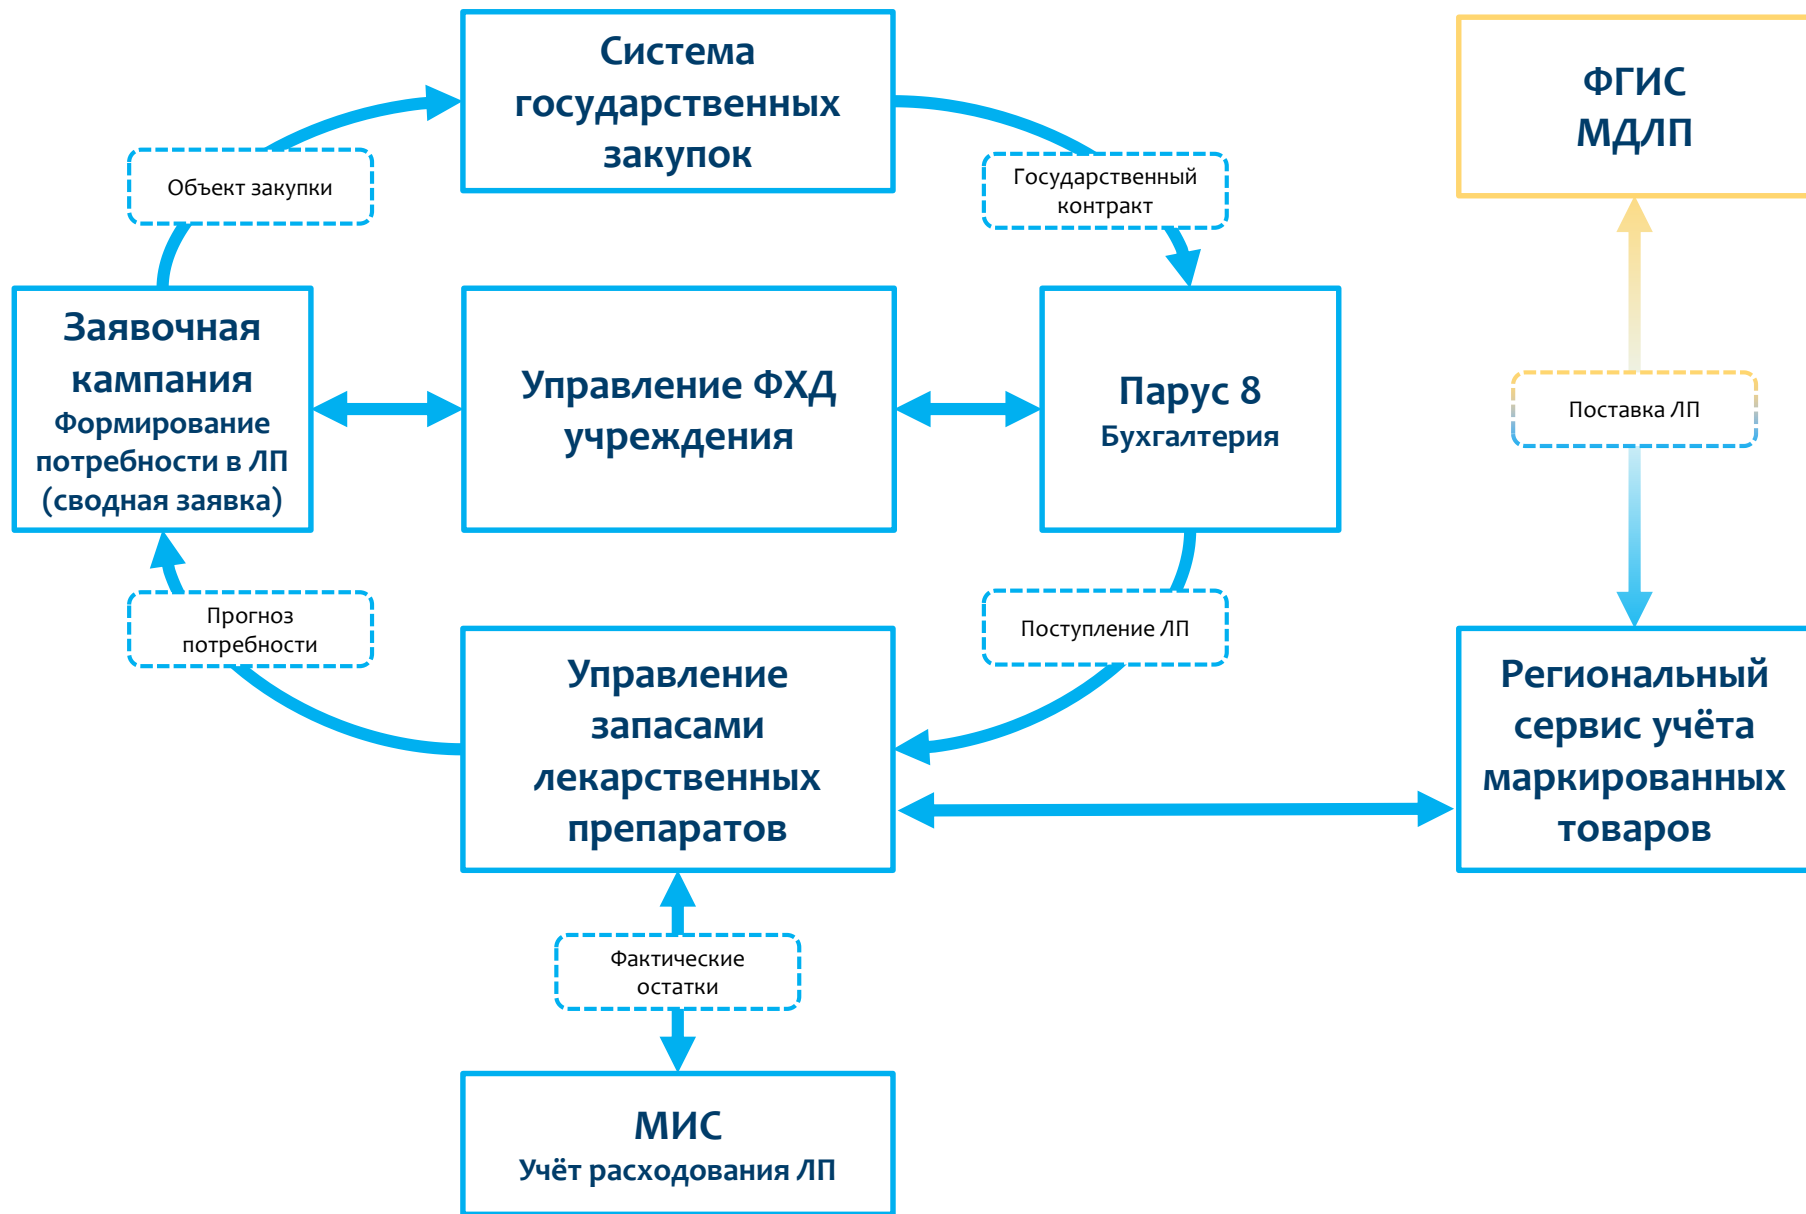 Система
государственных
закупок
ФГИС
МДЛП
Объект закупки
Государственный
контракт
Заявочная
кампания
Формирование
потребности в ЛП
(сводная заявка)
Управление ФХД
учреждения
Парус 8
Бухгалтерия
Поставка ЛП
Прогноз
потребности
Поступление ЛП
Управление
запасами
лекарственных
препаратов
Региональный
сервис учёта
маркированных
товаров
Фактические
остатки
МИС
Учёт расходования ЛП